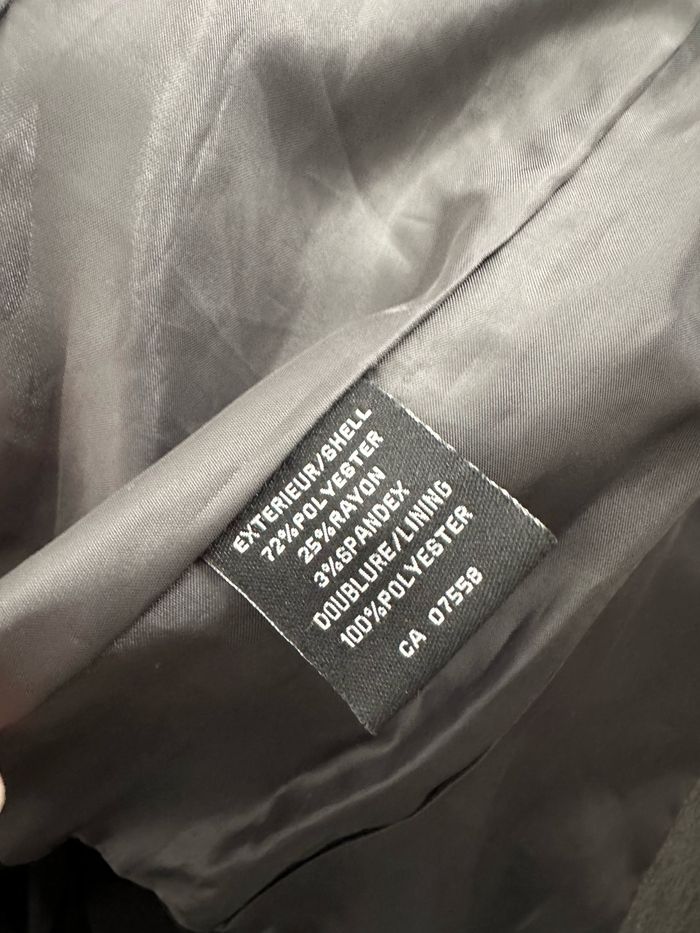 EXTERIEUR/SHELL
72%POLYESTER
25%RAYON
3%SPANDEX
DOUBLURE/LINING
100%POLYESTER
CA 07558